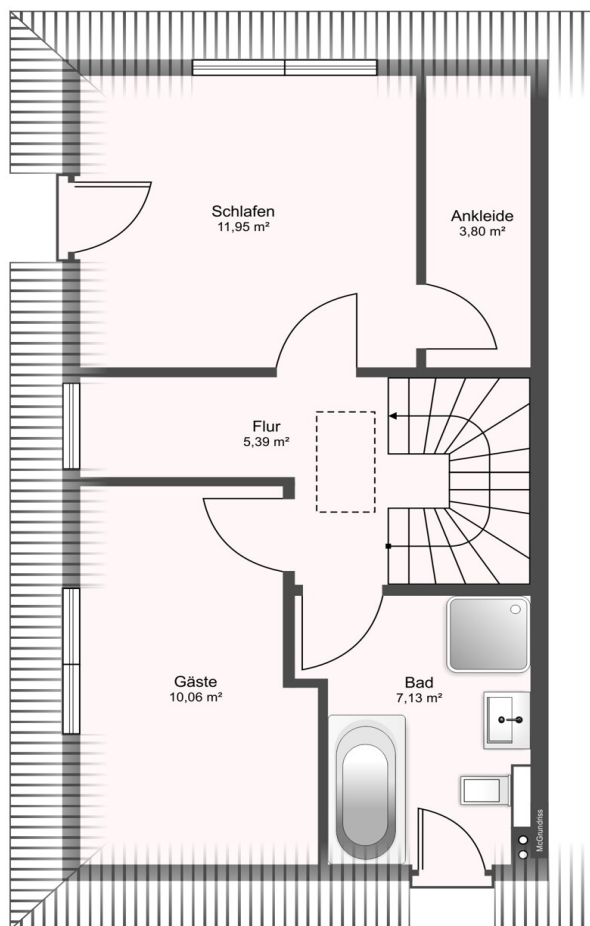 Schlafen
11,95 m²
Ankleide
3,80 m²
Flur
5,39 m²
Gäste
10,06 m²
Bad
7,13 m²
McGrundriss